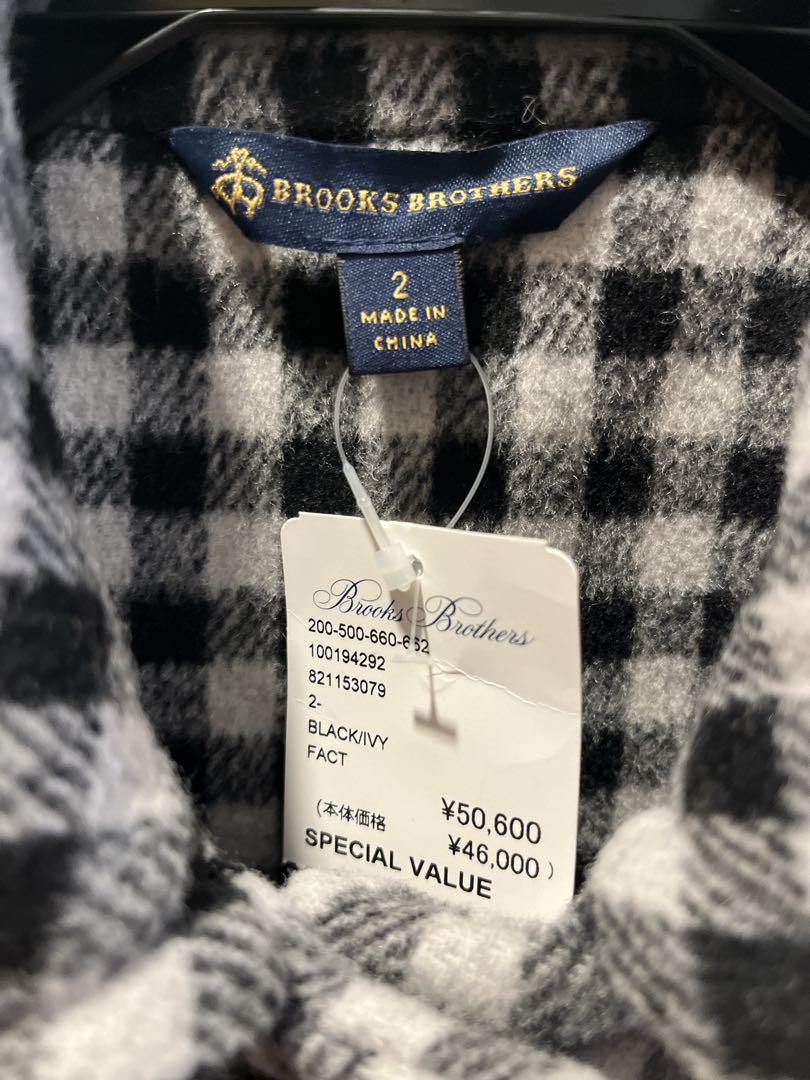 BROOKS BROTHERS
2
MADE IN
CHINA
Brooks Brothers
200-500-660-662
100194292
821153079
2-
BLACK/IVY
FACT
¥50,600
(本体価格 ¥46,000)
SPECIAL VALUE